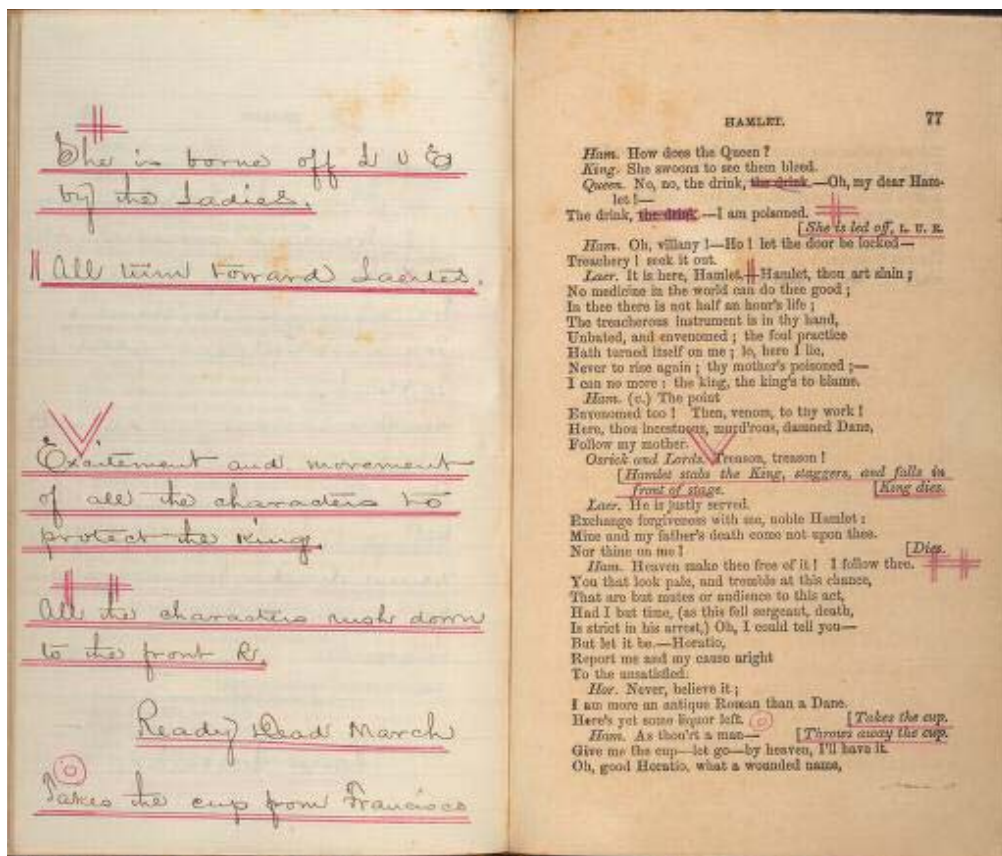 She is borne off L U E
by the Ladies.
All turn toward Laertes.
Excitement and movement
of all the characters to
protect the King.
All the characters rush down
to the front R.
Ready Dead March
Takes the cup from Francisco
HAMLET. 77
Ham. How does the Queen?
King. She swoons to see them bleed.
Queen. No, no, the drink, the drink.—Oh, my dear Ham-
let!—
The drink, the drink.—I am poisoned.
[She is led off, L. U. E.
Ham. Oh, villany!—Ho! let the door be locked—
Treachery! seek it out.
Laer. It is here, Hamlet.—Hamlet, thou art slain;
No medicine in the world can do thee good;
In thee there is not half an hour's life;
The treacherous instrument is in thy hand,
Unbated, and envenomed; the foul practice
Hath turned itself on me; lo, here I lie,
Never to rise again; thy mother's poisoned;—
I can no more: the king, the king's to blame.
Ham. (c.) The point
Envenomed too! Then, venom, to thy work!
Here, thou incestuous, murd'rous, damned Dane,
Follow my mother.
Osrick and Lords. Treason, treason!
[Hamlet stabs the King, staggers, and falls in
front of stage. [King dies.
Laer. He is justly served.
Exchange forgiveness with me, noble Hamlet:
Mine and my father's death come not upon thee.
Nor thine on me! [Dies.
Ham. Heaven make thee free of it! I follow thee.
You that look pale, and tremble at this chance,
That are but mutes or audience to this act,
Had I but time, (as this fell sergeant, death,
Is strict in his arrest,) Oh, I could tell you—
But let it be.—Horatio,
Report me and my cause aright
To the unsatisfied.
Hor. Never, believe it;
I am more an antique Roman than a Dane.
Here's yet some liquor left. [Takes the cup.
Ham. As thou'rt a man— [Throws away the cup.
Give me the cup—let go—by heaven, I'll have it.
Oh, good Horatio, what a wounded name,